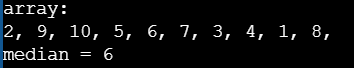 array:
2, 9, 10, 5, 6, 7, 3, 4, 1, 8,
median = 6